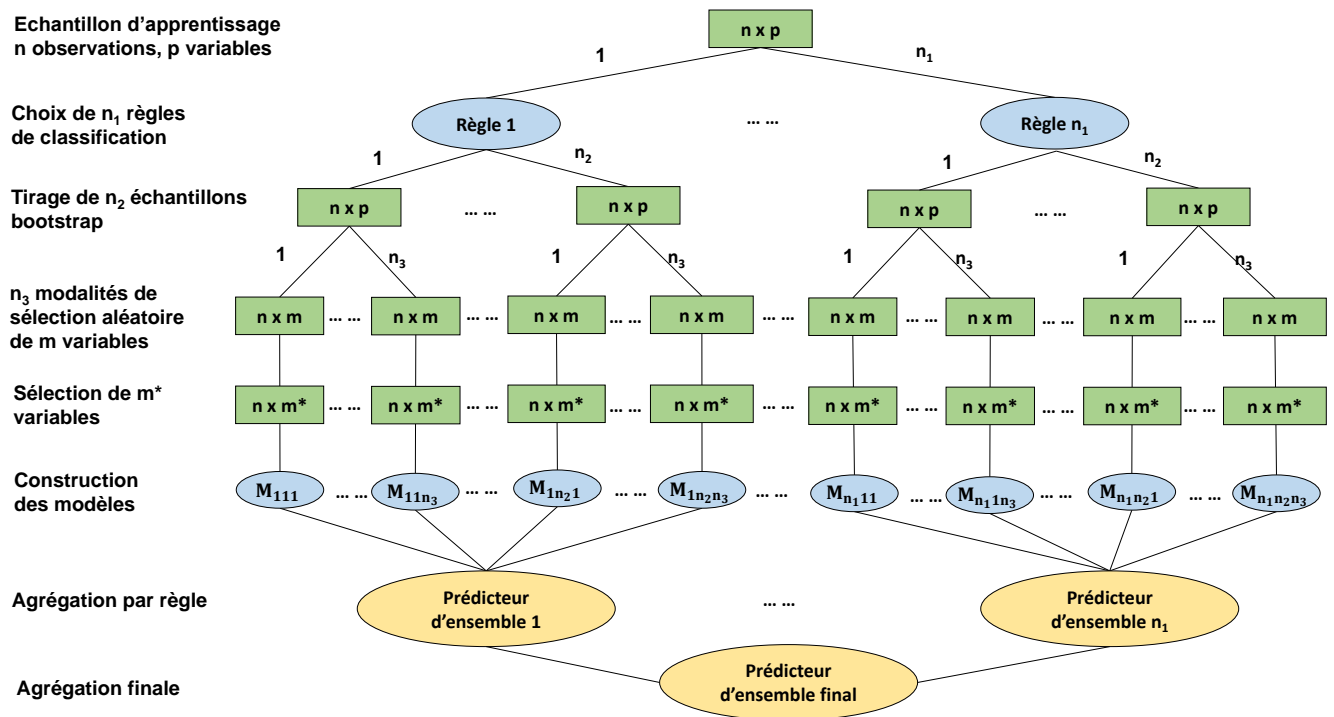 Echantillon d'apprentissage
n observations, p variables
n x p
1
n₁
Choix de n₁ règles
de classification
Règle 1
... ...
Règle n₁
1
n₂
1
n₂
Tirage de n₂ échantillons
bootstrap
n x p
... ...
n x p
n x p
... ...
n x p
1
n₃
1
n₃
1
n₃
1
n₃
n₃ modalités de
sélection aléatoire
de m variables
n x m ... ... n x m ... ... n x m ... ... n x m ... ... n x m ... ... n x m ... ... n x m ... ... n x m
Sélection de m*
variables
n x m* ... ... n x m* ... ... n x m* ... ... n x m* ... ... n x m* ... ... n x m* ... ... n x m* ... ... n x m*
Construction
des modèles
M₁₁₁ ... ... M₁₁ₙ₃ ... ... M₁ₙ₂₁ ... ... M₁ₙ₂ₙ₃ ... ... Mₙ₁₁₁ ... ... Mₙ₁₁ₙ₃ ... ... Mₙ₁ₙ₂₁ ... ... Mₙ₁ₙ₂ₙ₃
Agrégation par règle
Prédicteur
d'ensemble 1
... ...
Prédicteur
d'ensemble n₁
Agrégation finale
Prédicteur
d'ensemble final